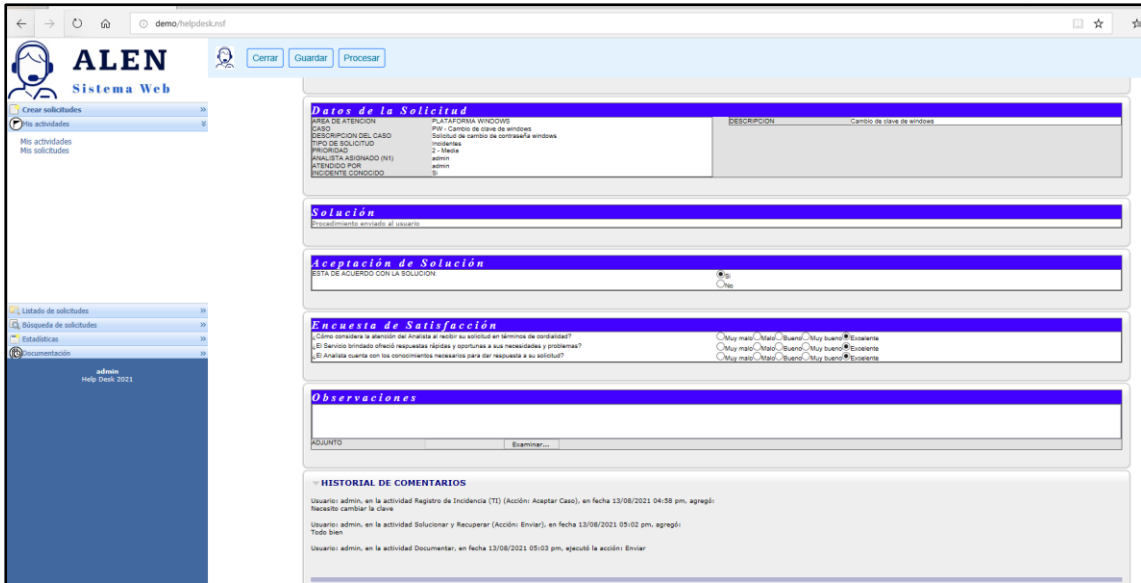 demo/helpdesk.nsf
ALEN
Sistema Web
Cerrar Guardar Procesar
Crear solicitudes
Mis actividades
Mis actividades
Mis solicitudes
Listado de solicitudes
Búsqueda de solicitudes
Estadísticas
Documentación
admin
Help Desk 2021
Datos de la Solicitud
AREA DE ATENCION PLATAFORMA WINDOWS DESCRIPCION Cambio de clave de windows
CASO PW - Cambio de clave de windows
DESCRIPCION DEL CASO Solicitud de cambio de contraseña windows
TIPO DE SOLICITUD Incidentes
PRIORIDAD 2 - Media
ANALISTA ASIGNADO (N1) admin
ATENDIDO POR admin
INCIDENTE CONOCIDO Si
Solución
Procedimiento enviado al usuario
Aceptación de Solución
ESTA DE ACUERDO CON LA SOLUCION: Si
No
Encuesta de Satisfacción
¿Cómo considera la atención del Analista al recibir su solicitud en términos de cordialidad? Muy malo Malo Bueno Muy bueno Excelente
¿El Servicio brindado ofreció respuestas rápidas y oportunas a sus necesidades y problemas? Muy malo Malo Bueno Muy bueno Excelente
¿El Analista cuenta con los conocimientos necesarios para dar respuesta a su solicitud? Muy malo Malo Bueno Muy bueno Excelente
Observaciones
ADJUNTO Examinar...
HISTORIAL DE COMENTARIOS
Usuario: admin, en la actividad Registro de Incidencia (TI) (Acción: Aceptar Caso), en fecha 13/08/2021 04:58 pm, agregó:
Necesito cambiar la clave
Usuario: admin, en la actividad Solucionar y Recuperar (Acción: Enviar), en fecha 13/08/2021 05:02 pm, agregó:
Todo bien
Usuario: admin, en la actividad Documentar, en fecha 13/08/2021 05:03 pm, ejecutó la acción: Enviar